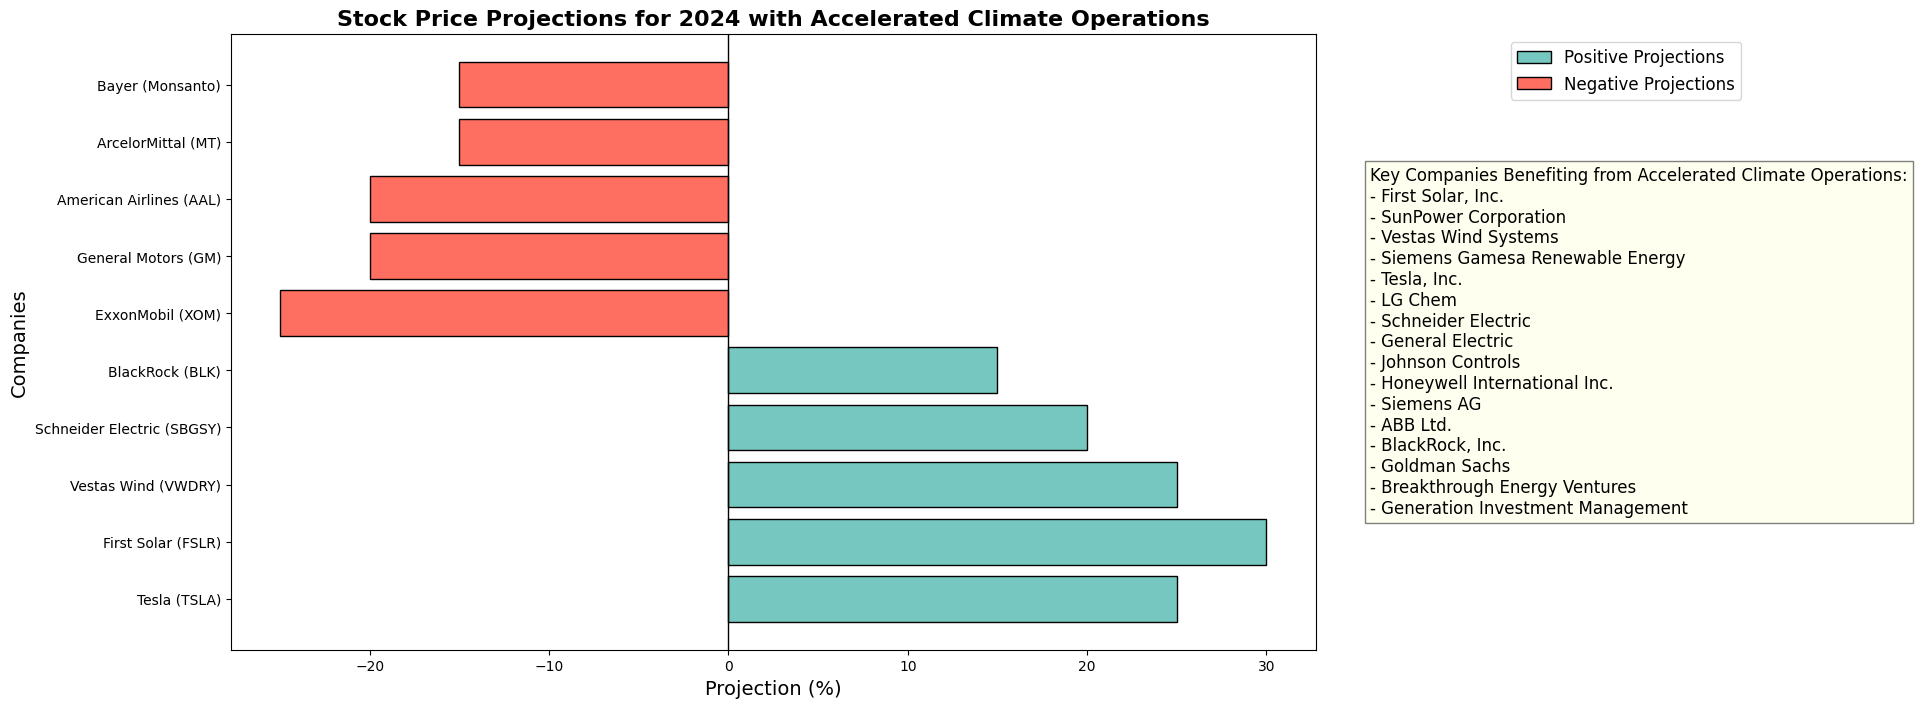 Stock Price Projections for 2024 with Accelerated Climate Operations
Companies
Bayer (Monsanto)
ArcelorMittal (MT)
American Airlines (AAL)
General Motors (GM)
ExxonMobil (XOM)
BlackRock (BLK)
Schneider Electric (SBGSY)
Vestas Wind (VWDRY)
First Solar (FSLR)
Tesla (TSLA)
−20
−10
0
10
20
30
Projection (%)
Positive Projections
Negative Projections
Key Companies Benefiting from Accelerated Climate Operations:
- First Solar, Inc.
- SunPower Corporation
- Vestas Wind Systems
- Siemens Gamesa Renewable Energy
- Tesla, Inc.
- LG Chem
- Schneider Electric
- General Electric
- Johnson Controls
- Honeywell International Inc.
- Siemens AG
- ABB Ltd.
- BlackRock, Inc.
- Goldman Sachs
- Breakthrough Energy Ventures
- Generation Investment Management